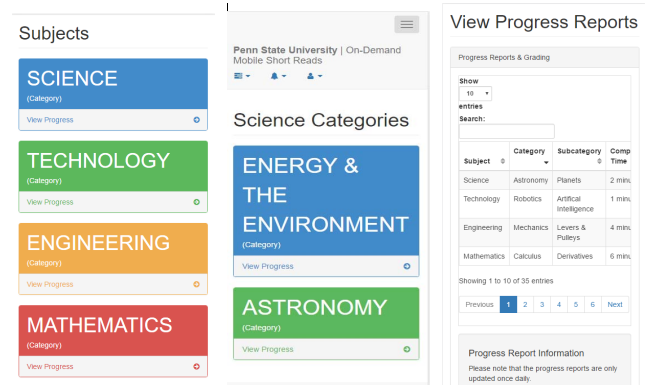 Subjects
SCIENCE
(Category)
View Progress
TECHNOLOGY
(Category)
View Progress
ENGINEERING
(Category)
View Progress
MATHEMATICS
(Category)
View Progress
Penn State University | On-Demand
Mobile Short Reads
Science Categories
ENERGY &
THE
ENVIRONMENT
(Category)
View Progress
ASTRONOMY
(Category)
View Progress
View Progress Reports
Progress Reports & Grading
Show
10
entries
Search:
Subject Category Subcategory Comp
Time
Science Astronomy Planets 2 minu
Technology Robotics Artifical
Intelligence 1 minu
Engineering Mechanics Levers &
Pulleys 4 minu
Mathematics Calculus Derivatives 6 minu
Showing 1 to 10 of 35 entries
Previous 1 2 3 4 5 6 Next
Progress Report Information
Please note that the progress reports are only
updated once daily.